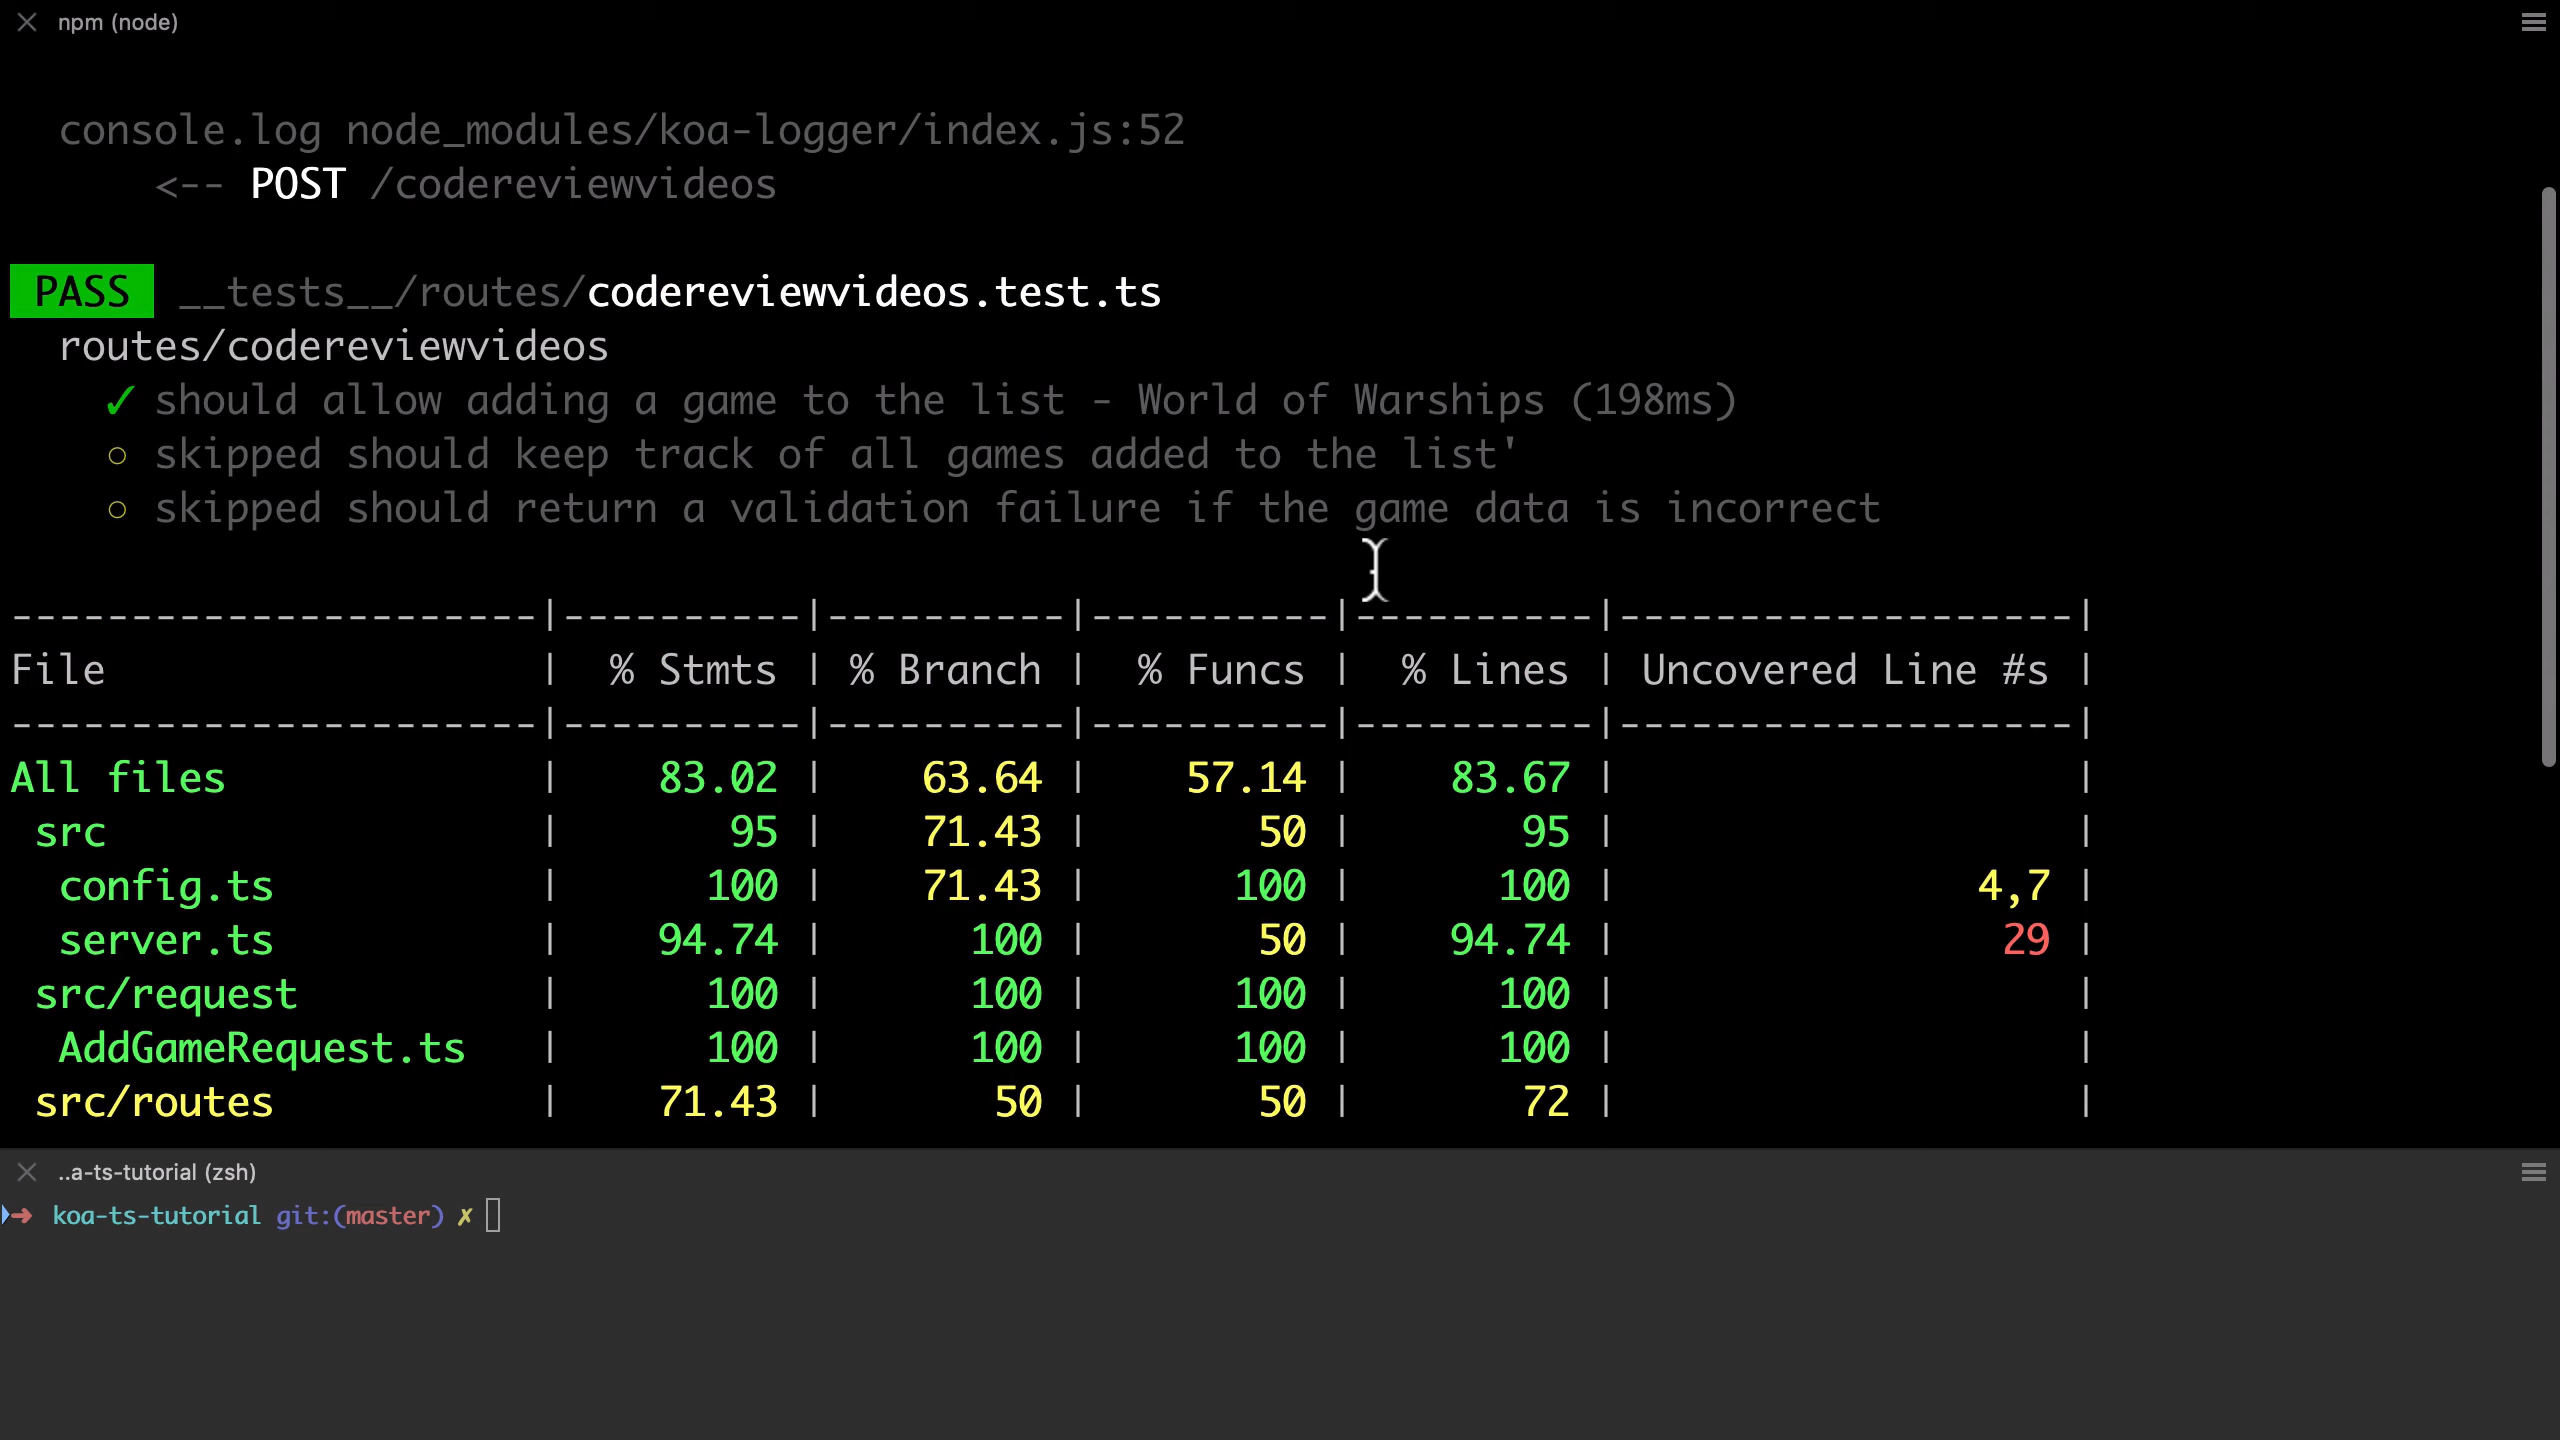 npm (node)
console.log node_modules/koa-logger/index.js:52
<-- POST /codereviewvideos
PASS __tests__/routes/codereviewvideos.test.ts
routes/codereviewvideos
✓ should allow adding a game to the list - World of Warships (198ms)
○ skipped should keep track of all games added to the list'
○ skipped should return a validation failure if the game data is incorrect
----------------------|----------|----------|----------|----------|-------------------|
File | % Stmts | % Branch | % Funcs | % Lines | Uncovered Line #s |
----------------------|----------|----------|----------|----------|-------------------|
All files | 83.02 | 63.64 | 57.14 | 83.67 | |
src | 95 | 71.43 | 50 | 95 | |
config.ts | 100 | 71.43 | 100 | 100 | 4,7 |
server.ts | 94.74 | 100 | 50 | 94.74 | 29 |
src/request | 100 | 100 | 100 | 100 | |
AddGameRequest.ts | 100 | 100 | 100 | 100 | |
src/routes | 71.43 | 50 | 50 | 72 | |
..a-ts-tutorial (zsh)
➜ koa-ts-tutorial git:(master) ✗